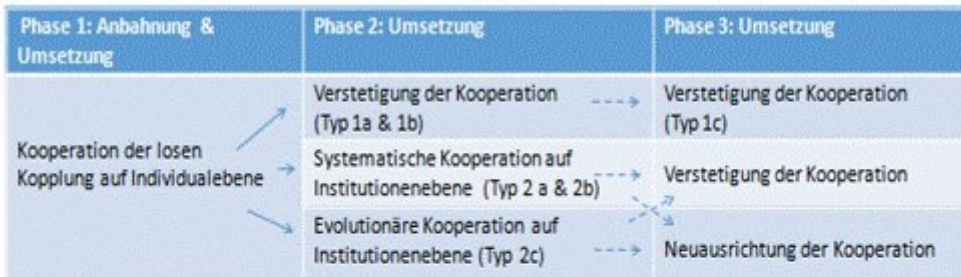 Phase 1: Anbahnung &
Umsetzung
Phase 2: Umsetzung
Phase 3: Umsetzung
Kooperation der losen
Kopplung auf Individualebene
Verstetigung der Kooperation
(Typ 1a & 1b)
Verstetigung der Kooperation
(Typ 1c)
Systematische Kooperation auf
Institutionenebene (Typ 2 a & 2b)
Verstetigung der Kooperation
Evolutionäre Kooperation auf
Institutionenebene (Typ 2c)
Neuausrichtung der Kooperation